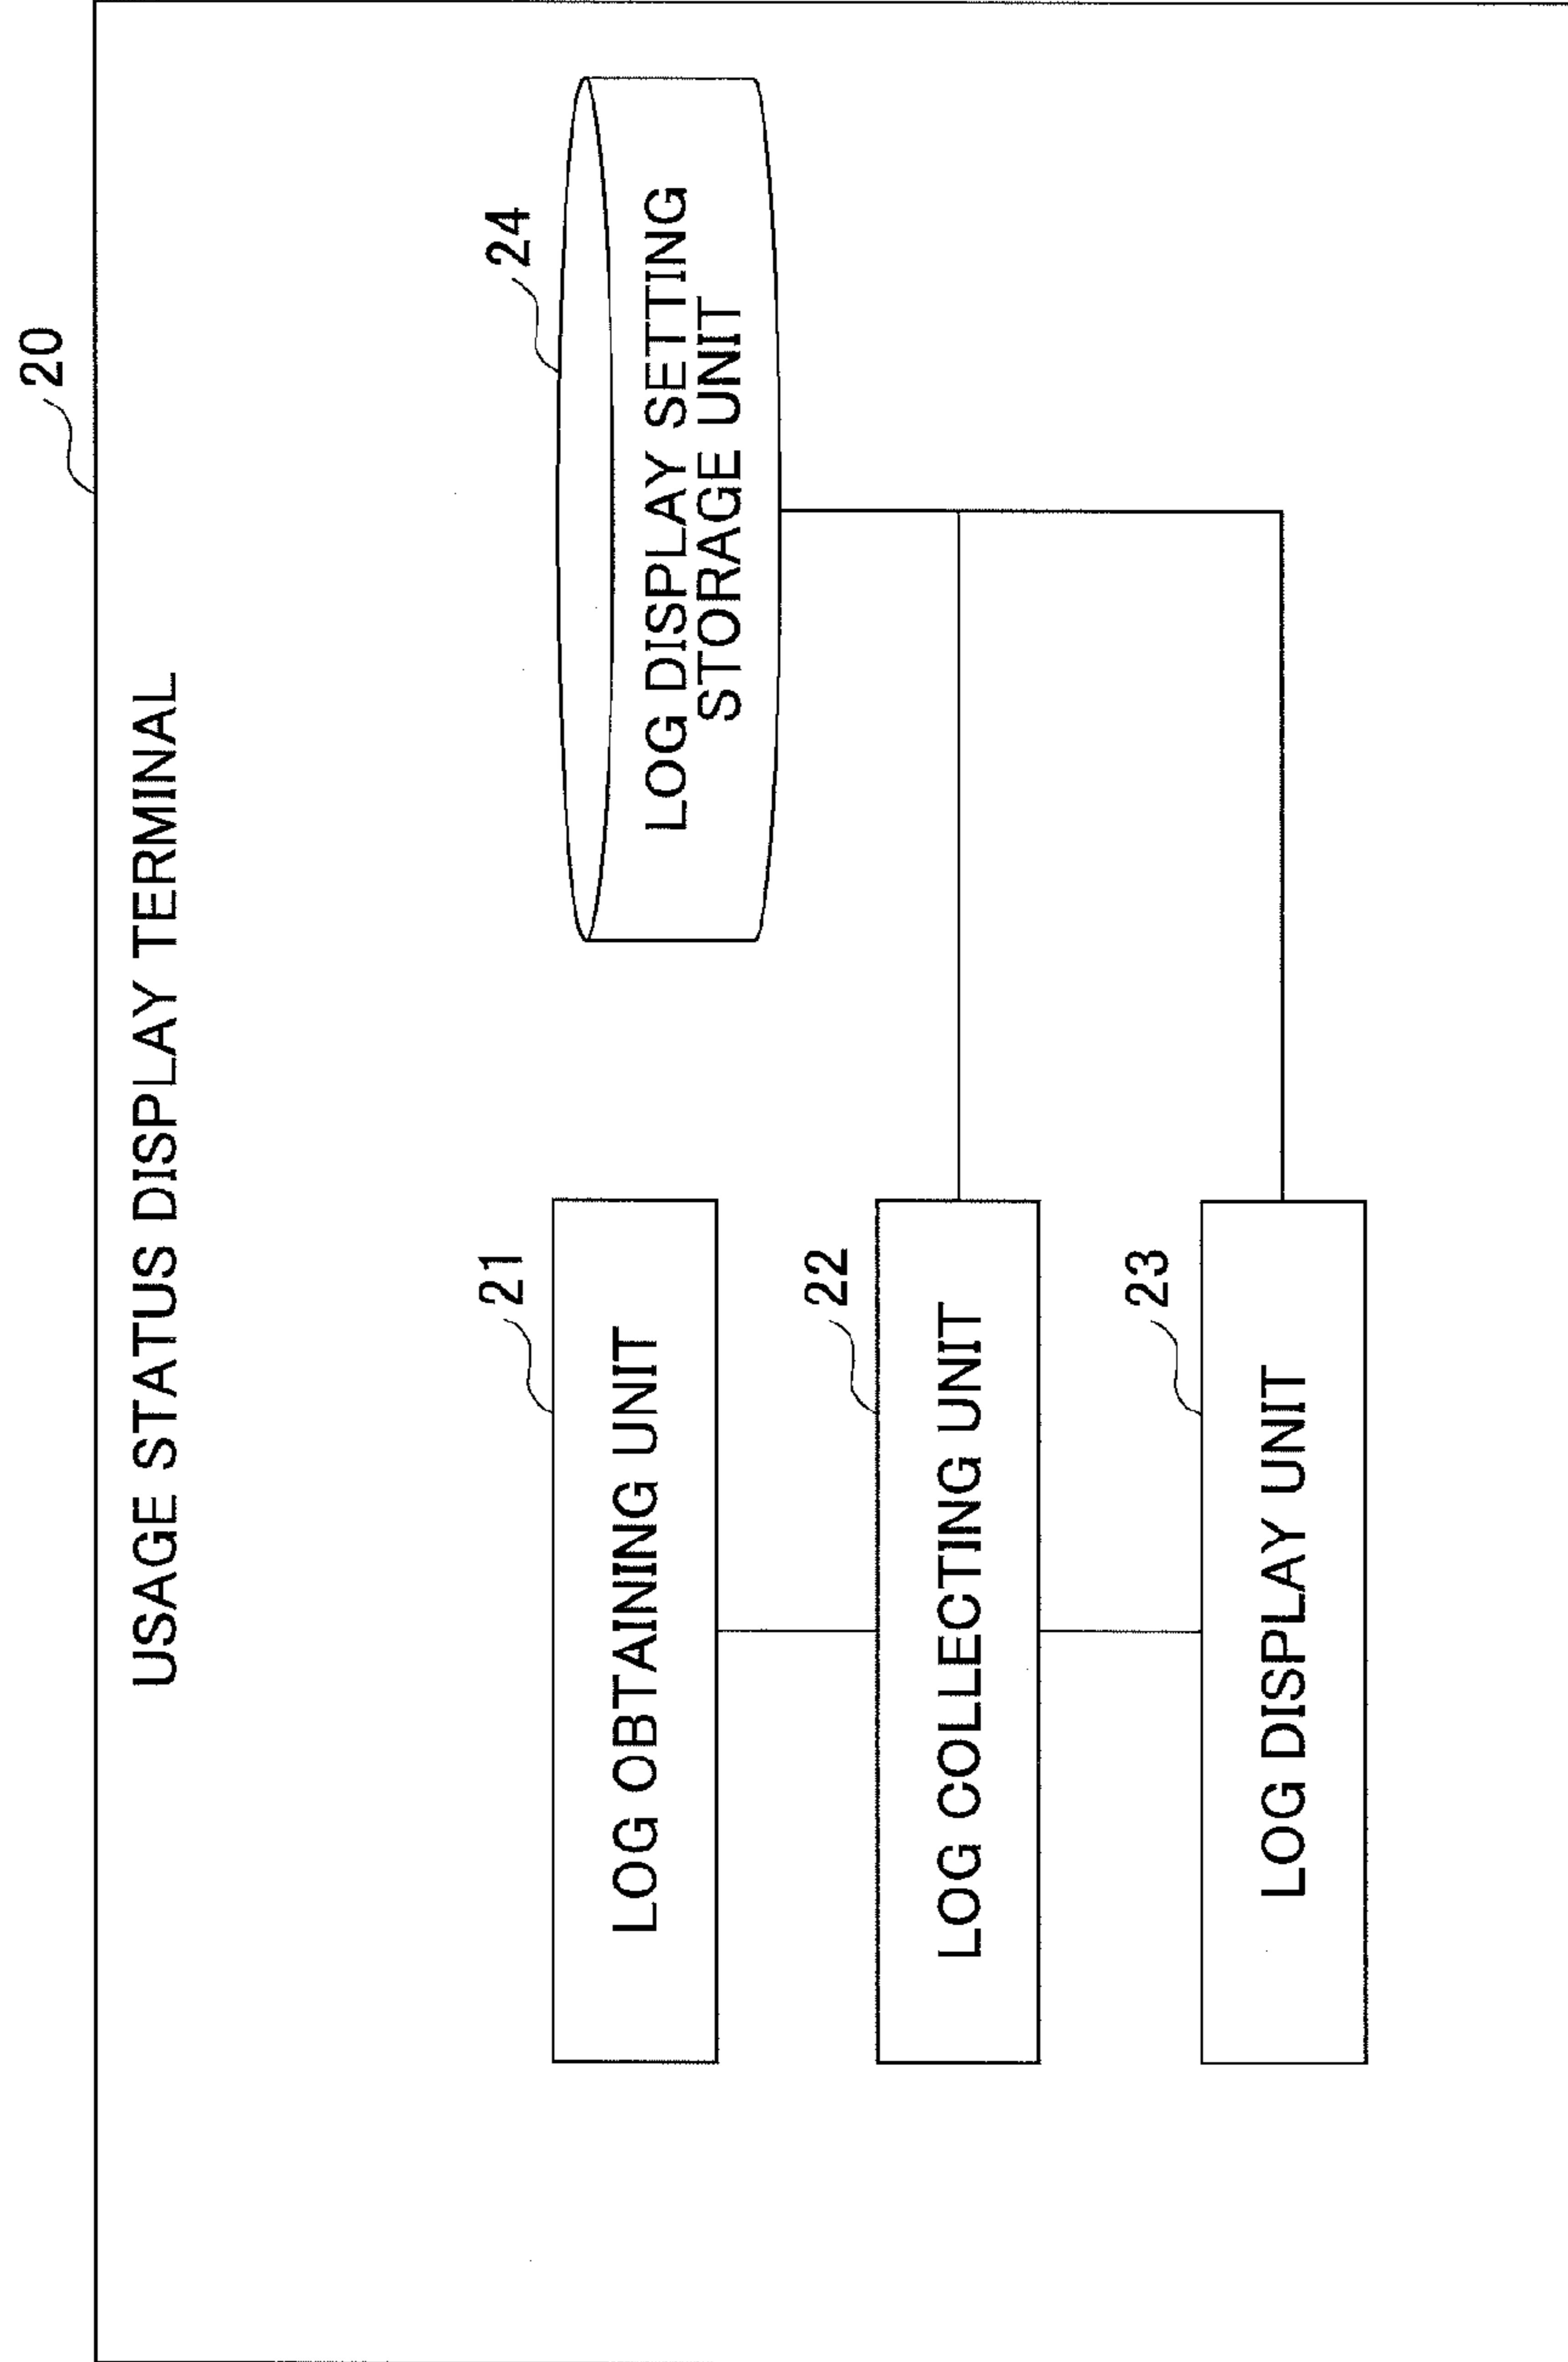 20
USAGE STATUS DISPLAY TERMINAL
21
LOG OBTAINING UNIT
24
LOG DISPLAY SETTING
STORAGE UNIT
22
LOG COLLECTING UNIT
23
LOG DISPLAY UNIT